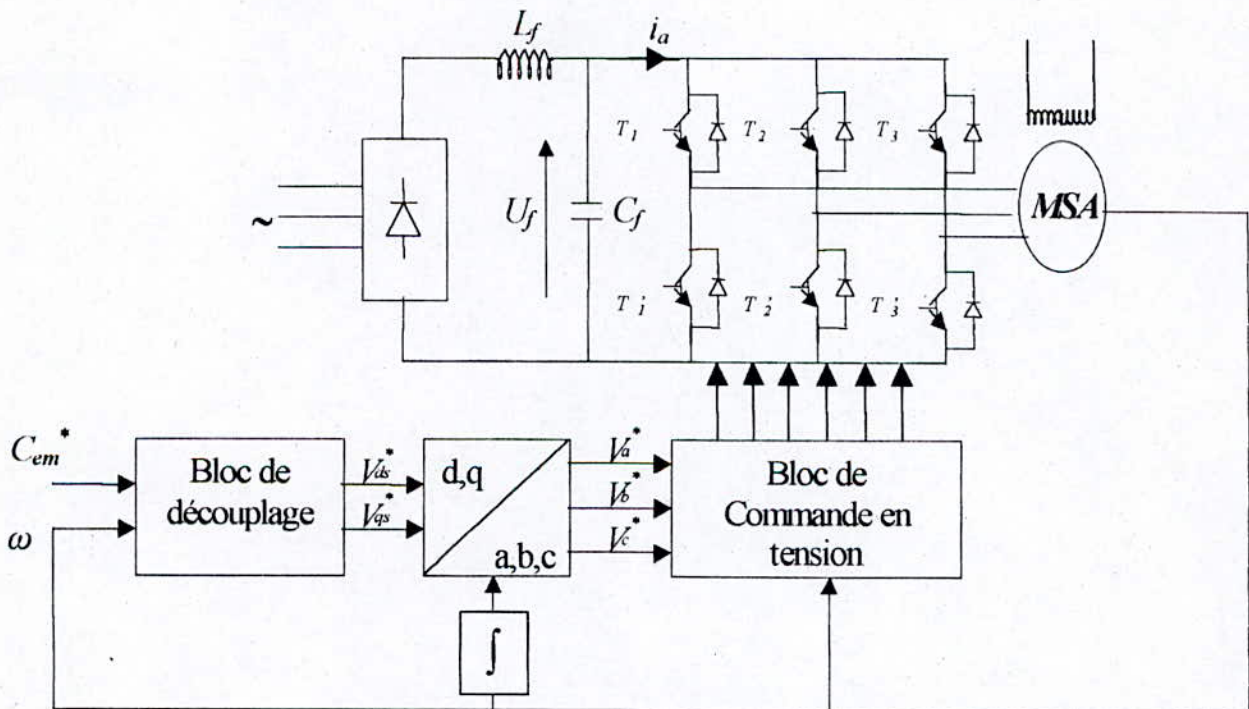 L_f
i_a
T_1
T_2
T_3
U_f
C_f
MSA
~
T'_1
T'_2
T'_3
C_em^*
ω
Bloc de
découplage
V_ds^*
V_qs^*
d,q
a,b,c
V_a^*
V_b^*
V_c^*
Bloc de
Commande en
tension
∫